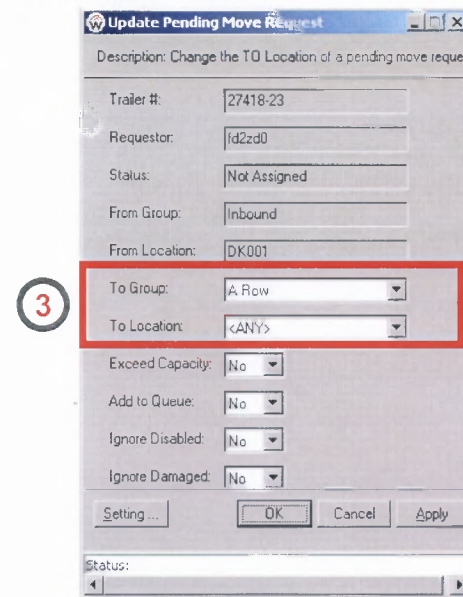 Update Pending Move Request
Description: Change the TO Location of a pending move reque
Trailer #: 27418-23
Requestor: fd2zd0
Status: Not Assigned
From Group: Inbound
From Location: DK001
3
To Group: A Row
To Location: <ANY>
Exceed Capacity: No
Add to Queue: No
Ignore Disabled: No
Ignore Damaged: No
Setting ... OK Cancel Apply
Status: